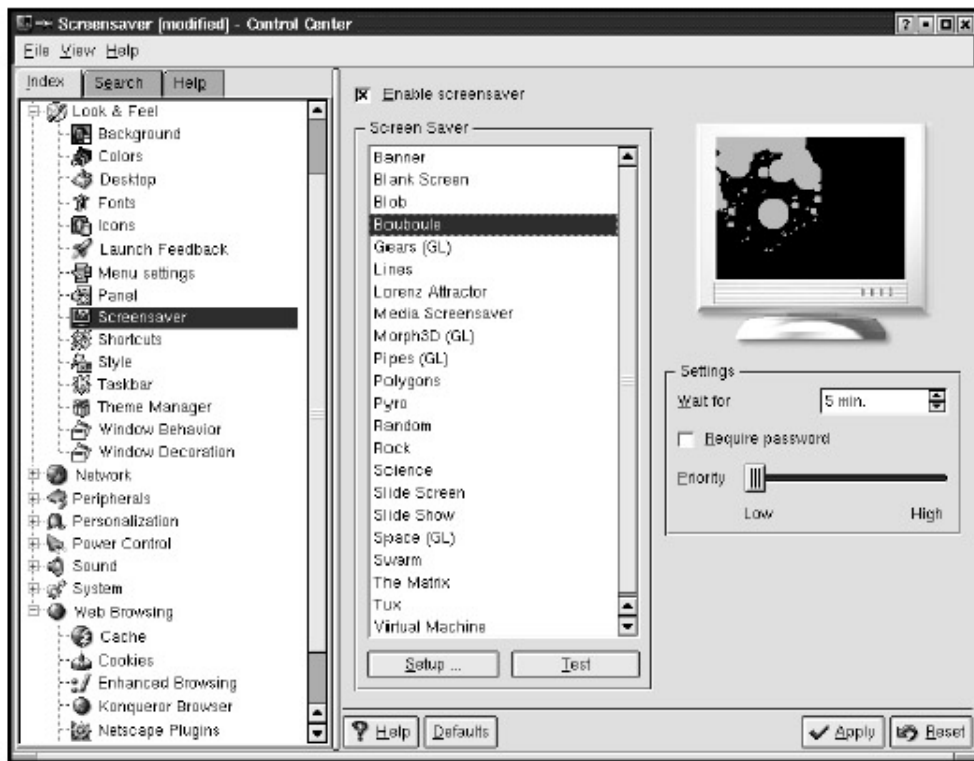 Screensaver [modified] - Control Center
File View Help
Index Search Help
Look & Feel
Background
Colors
Desktop
Fonts
Icons
Launch Feedback
Menu settings
Panel
Screensaver
Shortcuts
Style
Taskbar
Theme Manager
Window Behavior
Window Decoration
Network
Peripherals
Personalization
Power Control
Sound
System
Web Browsing
Cache
Cookies
Enhanced Browsing
Konqueror Browser
Netscape Plugins
Enable screensaver
Screen Saver
Banner
Blank Screen
Blob
Bouboule
Gears (GL)
Lines
Lorenz Attractor
Media Screensaver
Morph3D (GL)
Pipes (GL)
Polygons
Pyro
Random
Rock
Science
Slide Screen
Slide Show
Space (GL)
Swarm
The Matrix
Tux
Virtual Machine
Setup ... Test
Settings
Wait for 5 min.
Require password
Priority
Low High
? Help Defaults Apply Reset